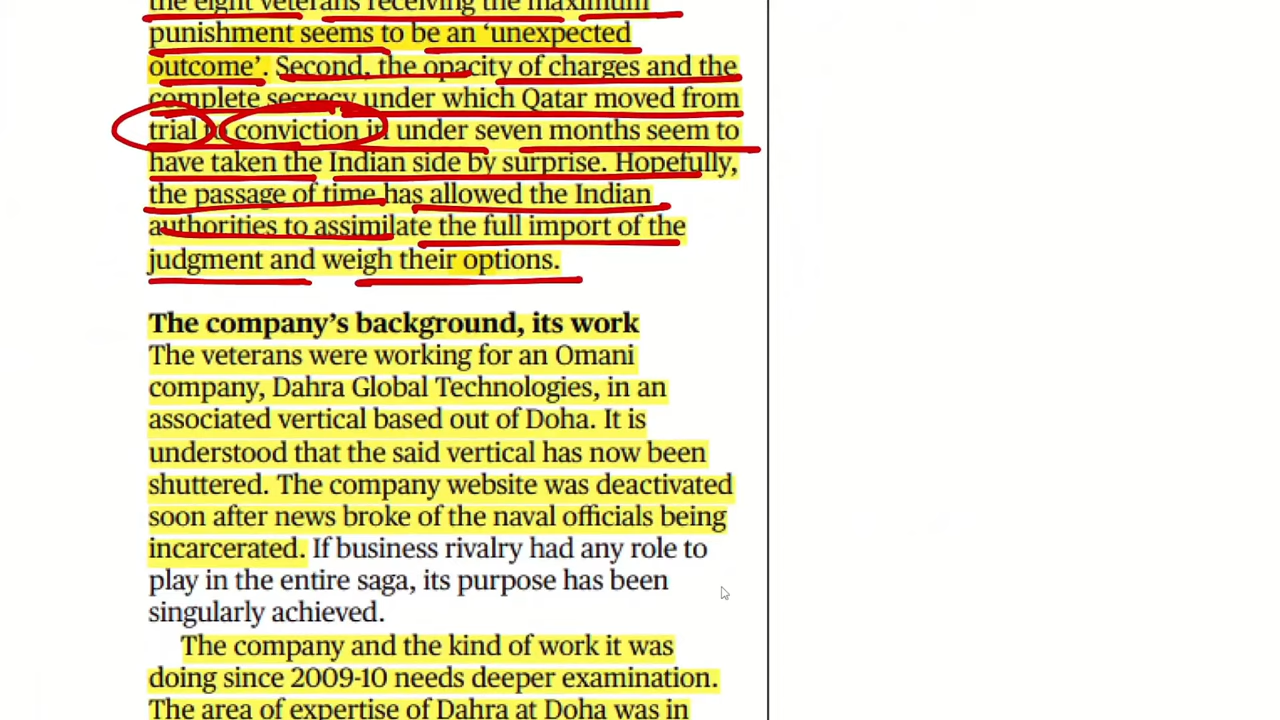 the eight veterans receiving the maximum
punishment seems to be an ‘unexpected
outcome’. Second, the opacity of charges and the
complete secrecy under which Qatar moved from
trial to conviction in under seven months seem to
have taken the Indian side by surprise. Hopefully,
the passage of time has allowed the Indian
authorities to assimilate the full import of the
judgment and weigh their options.
The company’s background, its work
The veterans were working for an Omani
company, Dahra Global Technologies, in an
associated vertical based out of Doha. It is
understood that the said vertical has now been
shuttered. The company website was deactivated
soon after news broke of the naval officials being
incarcerated. If business rivalry had any role to
play in the entire saga, its purpose has been
singularly achieved.
The company and the kind of work it was
doing since 2009-10 needs deeper examination.
The area of expertise of Dahra at Doha was in